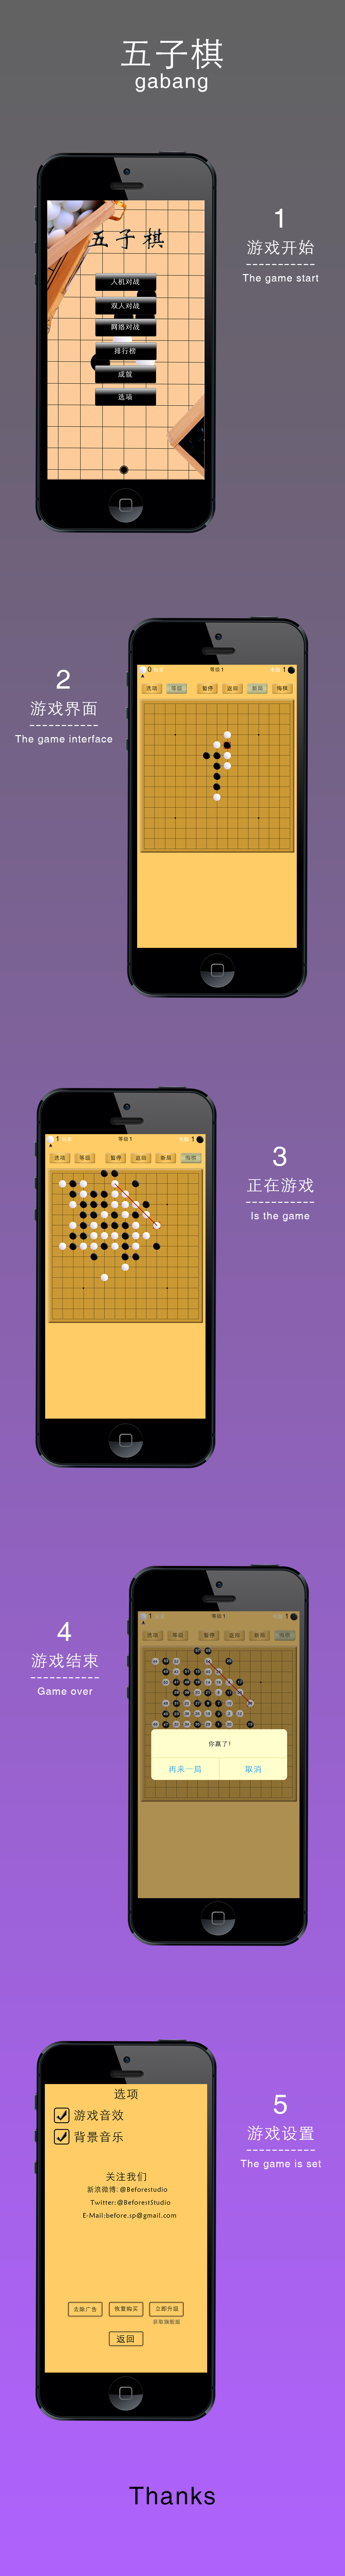 五子棋
gabang
五子棋
人机对战
双人对战
网络对战
排行榜
成就
选项
1
游戏开始
The game start
2
游戏界面
The game interface
0 等级1 1
选项 等级 暂停 返回 新局 悔棋
1 等级1 1
选项 等级 暂停 返回 新局 悔棋
3
正在游戏
Is the game
4
游戏结束
Game over
1 等级1 1
选项 等级 暂停 返回 新局 悔棋
你赢了!
再来一局 取消
选项
游戏音效
背景音乐
关注我们
新浪微博: @Beforestudio
Twitter:@BeforestStudio
E-Mail:before.sp@gmail.com
去除广告 恢复购买 立即升级
获取旗舰版
返回
5
游戏设置
The game is set
Thanks